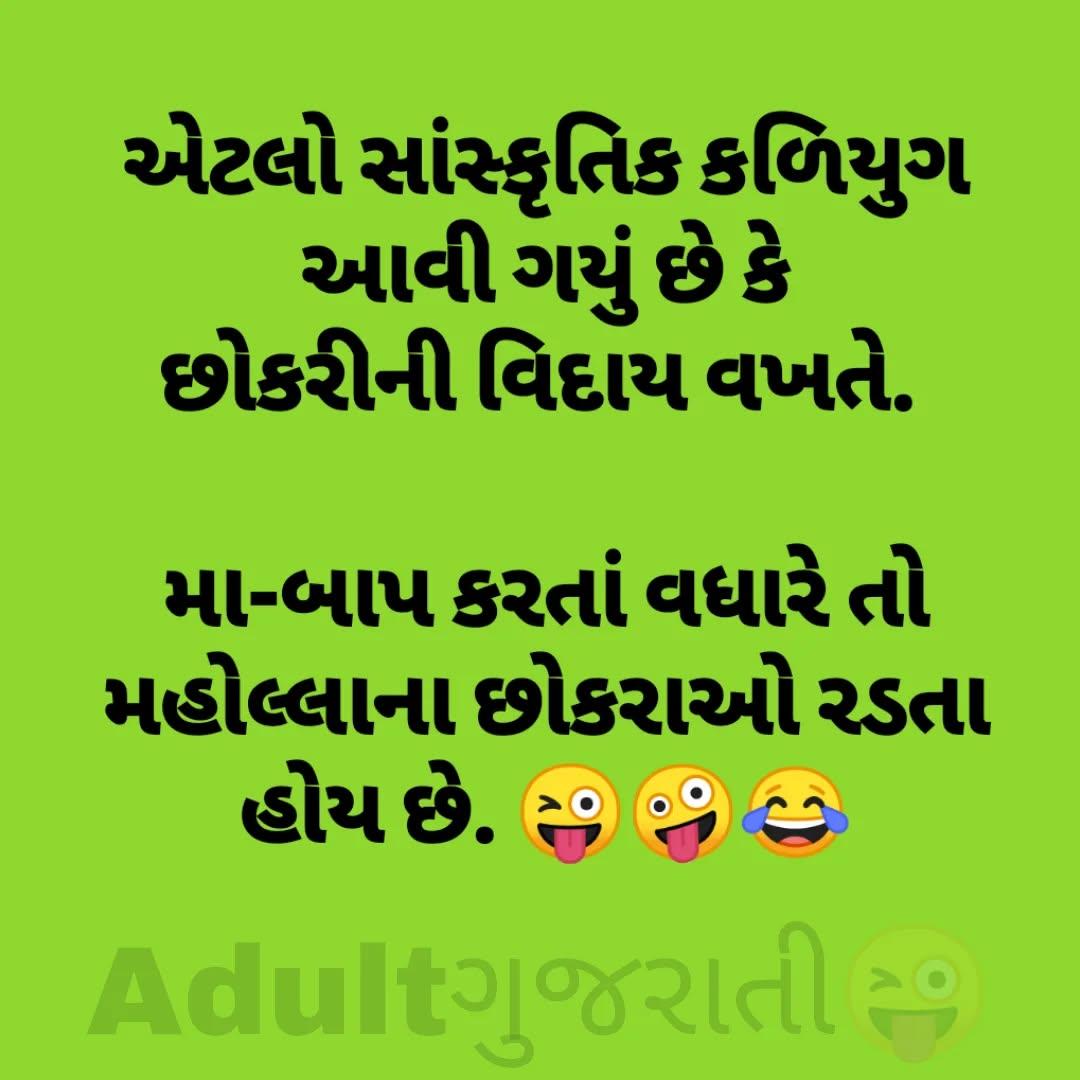 એટલો સાંસ્કૃતિક કળિયુગ
આવી ગયું છે કે
છોકરીની વિદાય વખતે.
મા-બાપ કરતાં વધારે તો
મહોલ્લાના છોકરાઓ રડતા
હોય છે. 😜🤪😂
Adultગુજરાતી😜